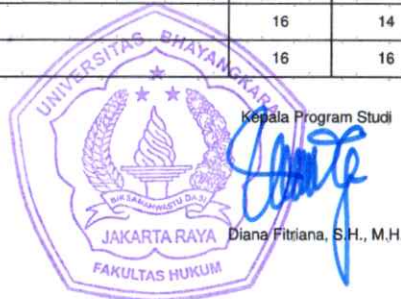 16 14
16 16
Kepala Program Studi
UNIVERSITAS BHAYANGKARA
JAKARTA RAYA
FAKULTAS HUKUM
Diana Fitriana, S.H., M.H.